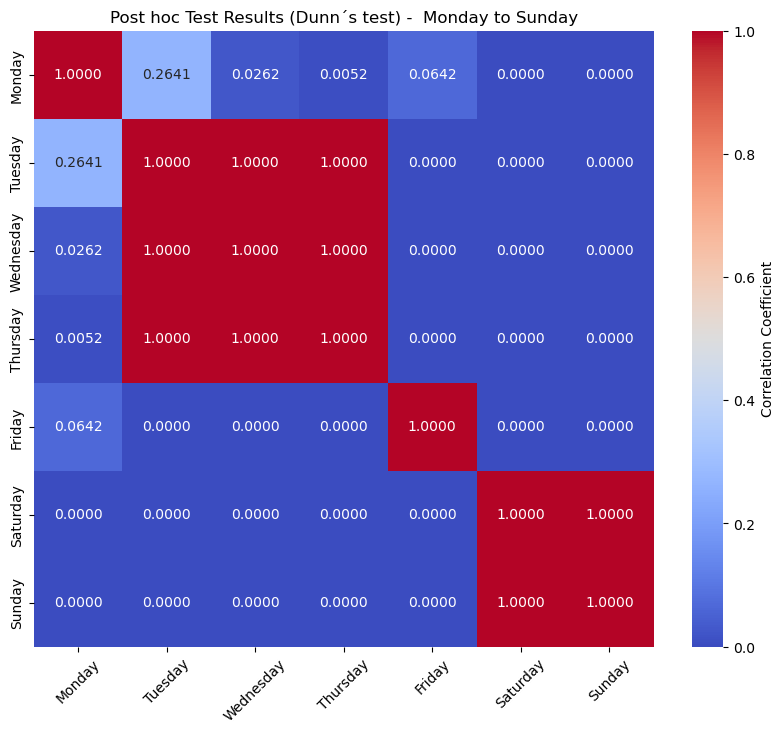 Post hoc Test Results (Dunn´s test) -  Monday to Sunday
Monday 1.0000 0.2641 0.0262 0.0052 0.0642 0.0000 0.0000
Tuesday 0.2641 1.0000 1.0000 1.0000 0.0000 0.0000 0.0000
Wednesday 0.0262 1.0000 1.0000 1.0000 0.0000 0.0000 0.0000
Thursday 0.0052 1.0000 1.0000 1.0000 0.0000 0.0000 0.0000
Friday 0.0642 0.0000 0.0000 0.0000 1.0000 0.0000 0.0000
Saturday 0.0000 0.0000 0.0000 0.0000 0.0000 1.0000 1.0000
Sunday 0.0000 0.0000 0.0000 0.0000 0.0000 1.0000 1.0000
Monday Tuesday Wednesday Thursday Friday Saturday Sunday
1.0
0.8
0.6
0.4
0.2
0.0
Correlation Coefficient